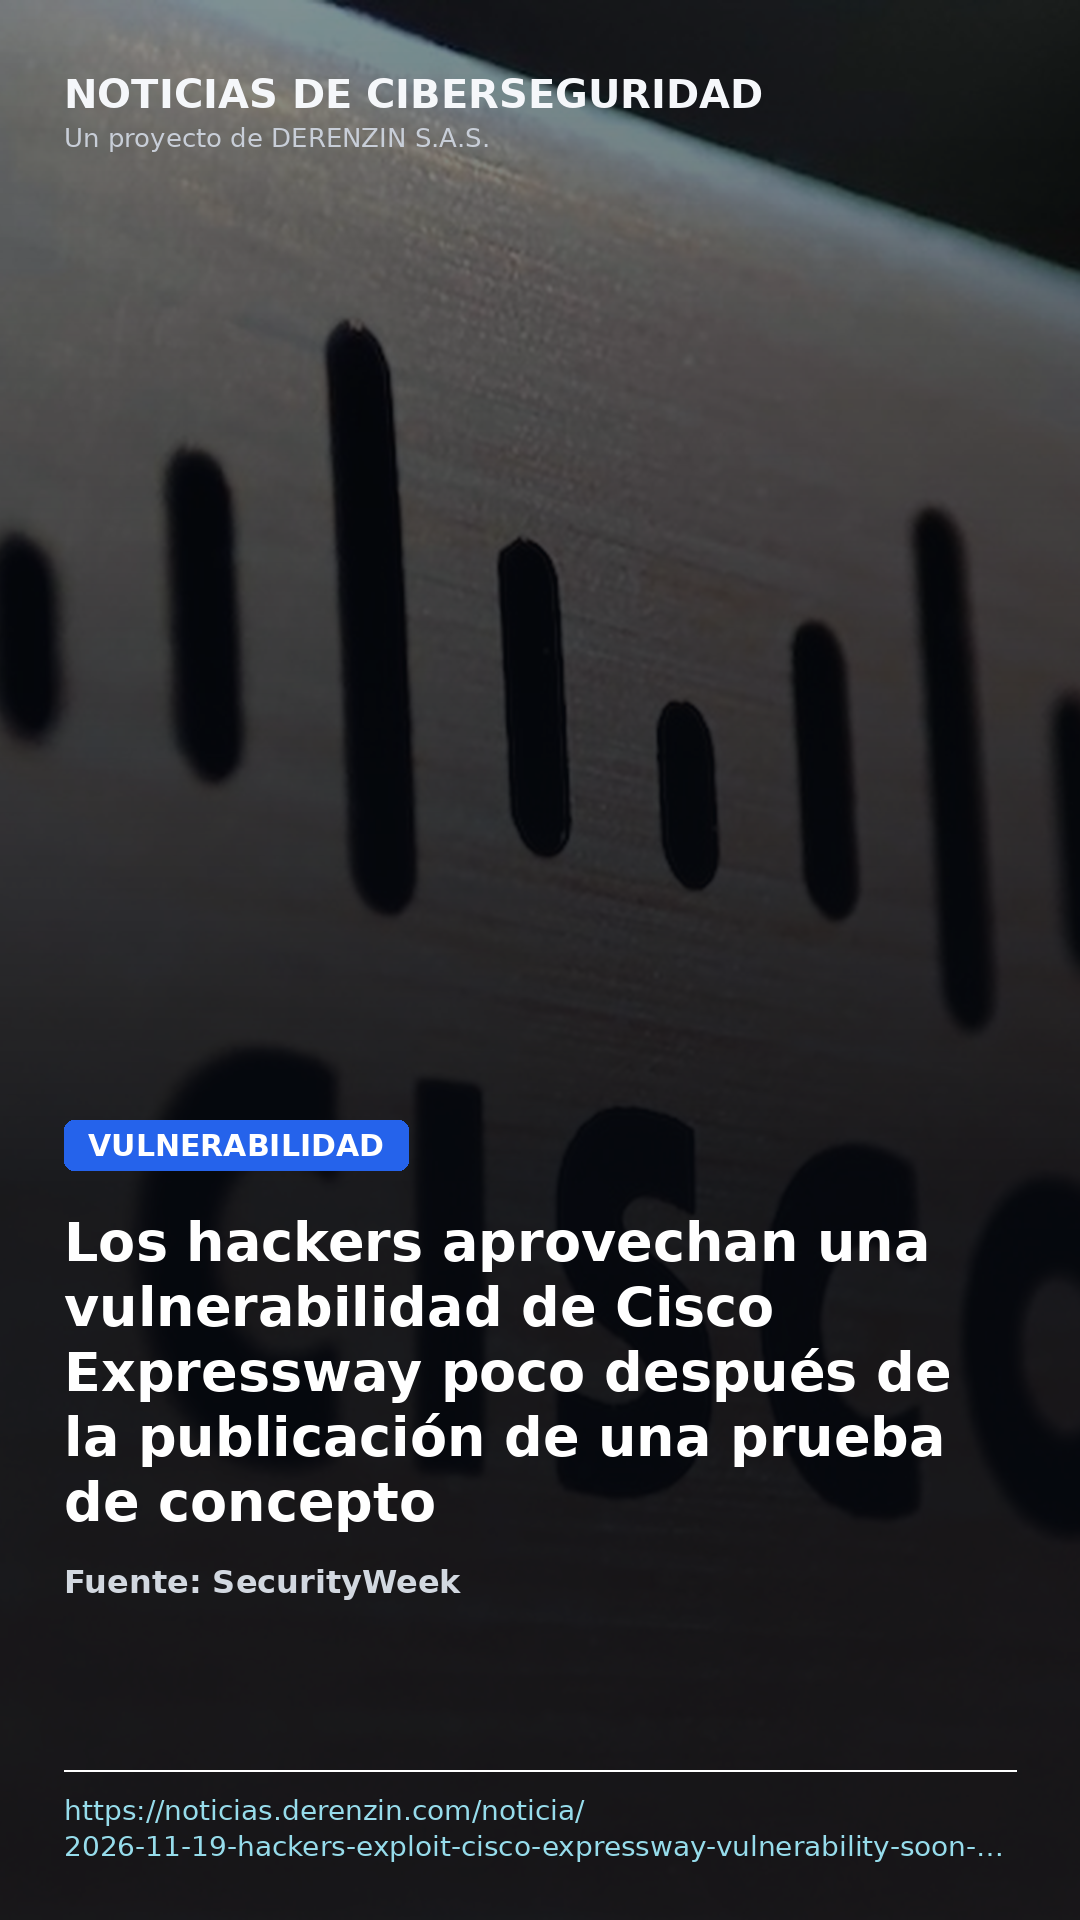 NOTICIAS DE CIBERSEGURIDAD
Un proyecto de DERENZIN S.A.S.
CISCO
VULNERABILIDAD
Los hackers aprovechan una
vulnerabilidad de Cisco
Expressway poco después de
la publicación de una prueba
de concepto
Fuente: SecurityWeek
https://noticias.derenzin.com/noticia/
2026-11-19-hackers-exploit-cisco-expressway-vulnerability-soon-...